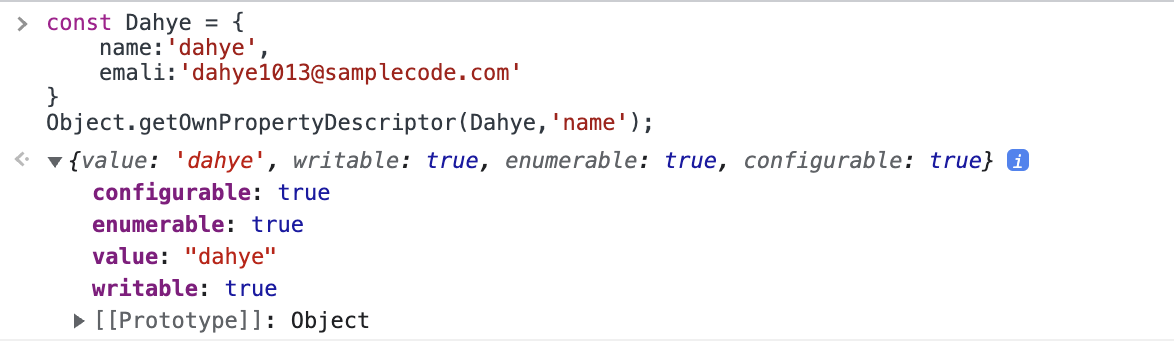 const Dahye = {
name:'dahye',
emali:'dahye1013@samplecode.com'
}
Object.getOwnPropertyDescriptor(Dahye,'name');
{value: 'dahye', writable: true, enumerable: true, configurable: true} i
configurable: true
enumerable: true
value: "dahye"
writable: true
[[Prototype]]: Object